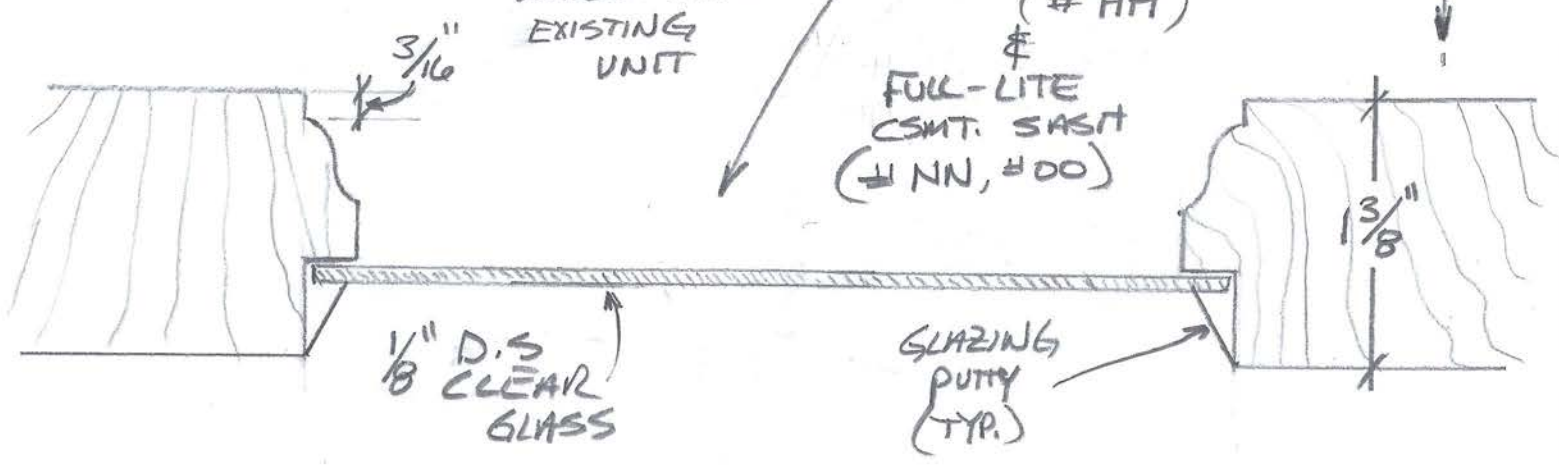 EXISTING
UNIT
3/16"
(# HH)
&
FULL-LITE
CSMT. SASH
(# NN, # OO)
1 3/8"
1/8" D.S
CLEAR
GLASS
GLAZING
PUTTY
(TYP.)